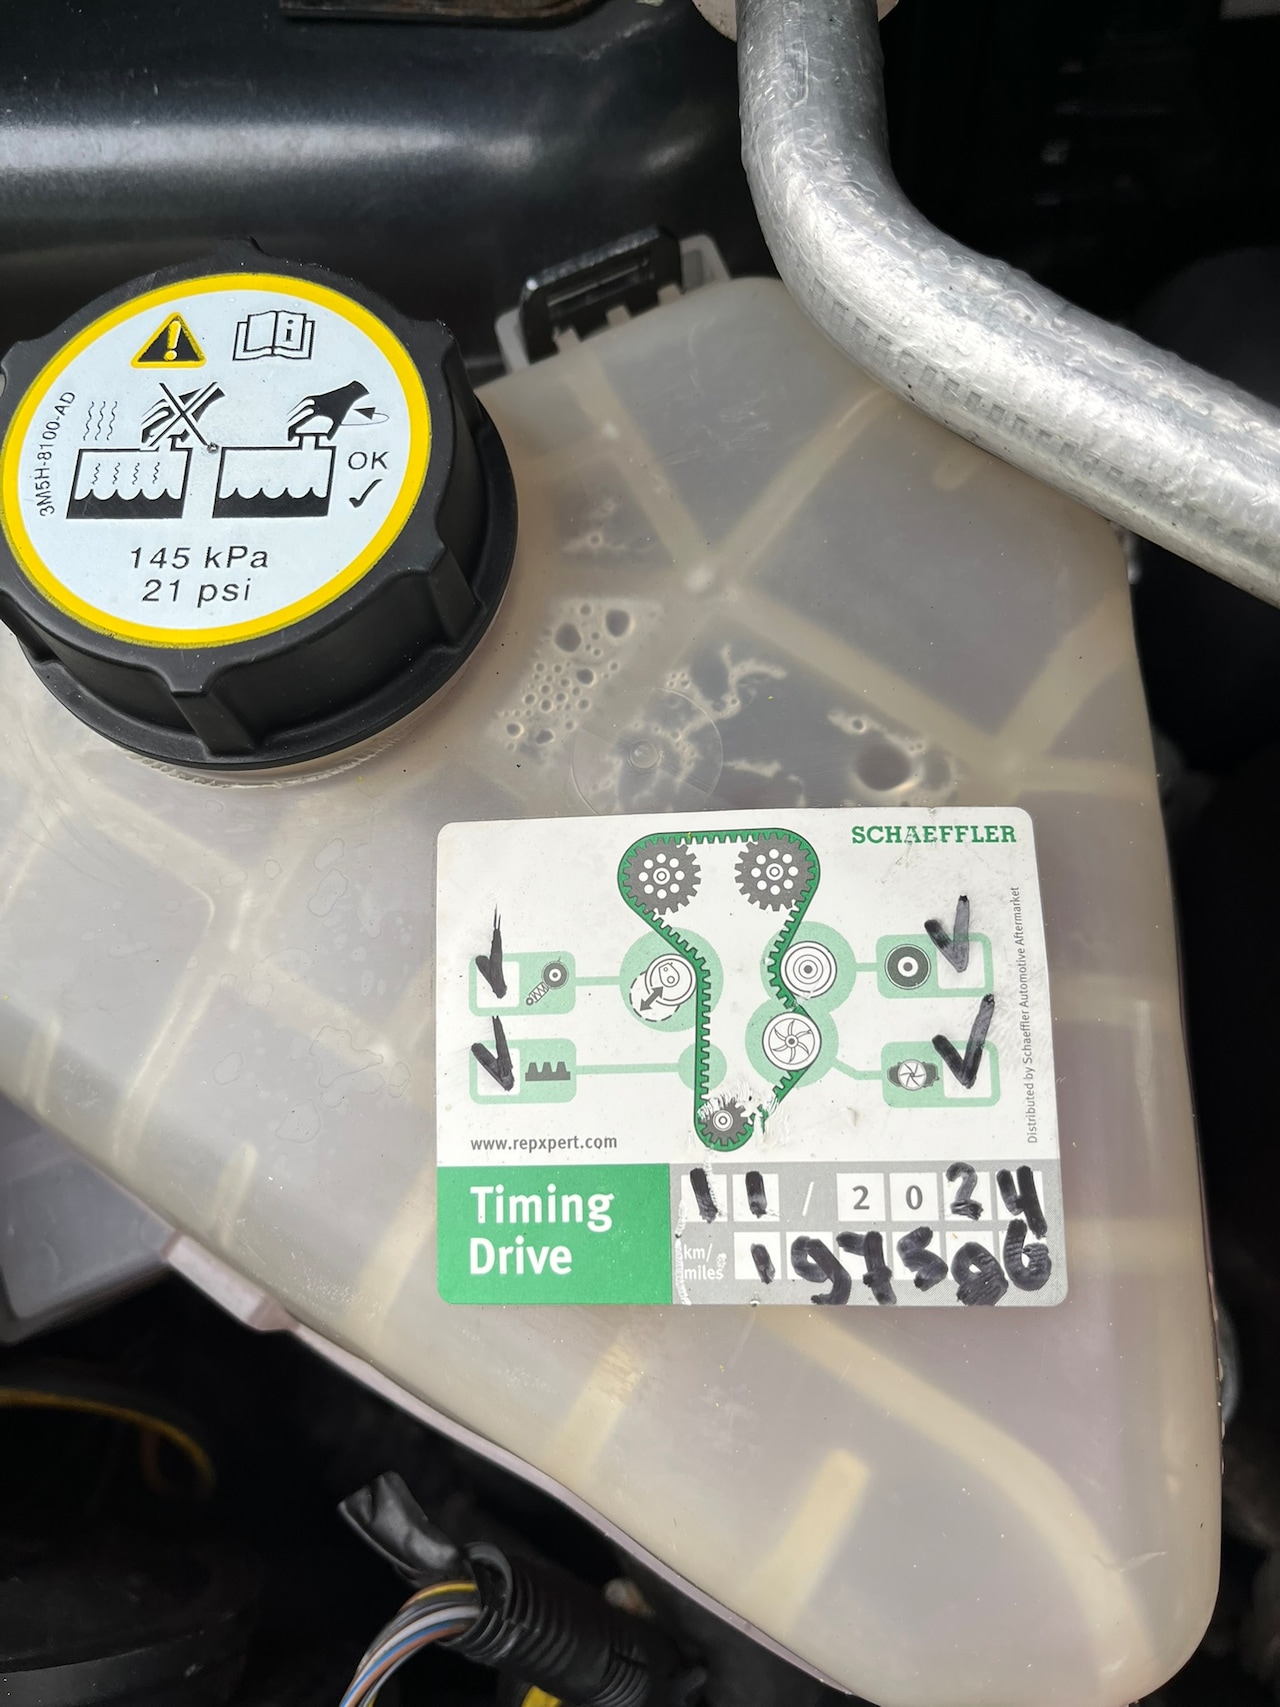 3M5H-8100-AD
OK
145 kPa
21 psi
SCHAEFFLER
Distributed by Schaeffler Automotive Aftermarket
www.repxpert.com
Timing
Drive
11 / 2024
km/
miles
197506